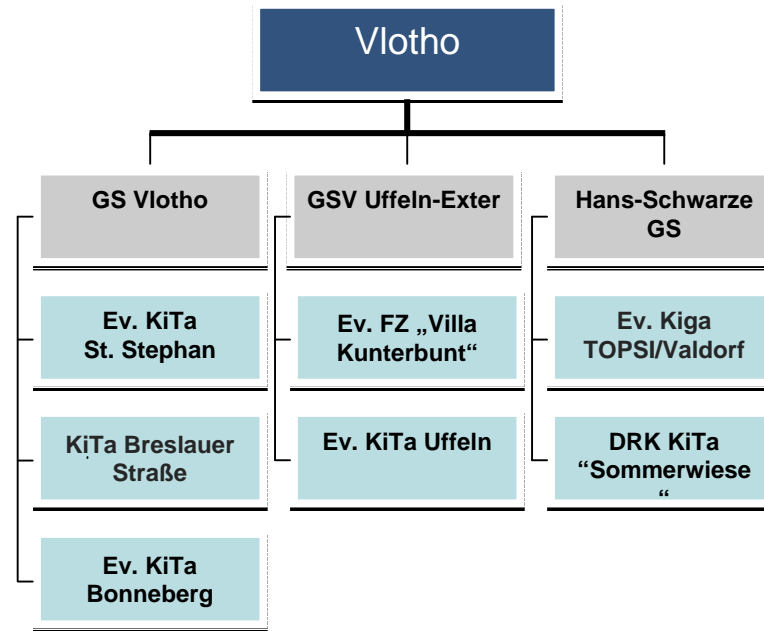 Vlotho
GS Vlotho
Ev. KiTa
St. Stephan
KiTa Breslauer
Straße
Ev. KiTa
Bonneberg
GSV Uffeln-Exter
Ev. FZ „Villa
Kunterbunt“
Ev. KiTa Uffeln
Hans-Schwarze
GS
Ev. Kiga
TOPSI/Valdorf
DRK KiTa
“Sommerwiese
“